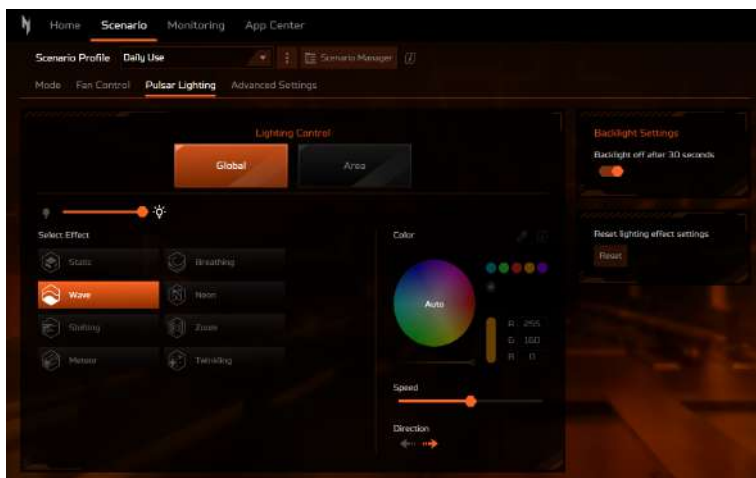 Home Scenario Monitoring App Center
Scenario Profile Daily Use Scenario Manager
Mode Fan Control Pulsar Lighting Advanced Settings
Lighting Control
Global Area
Select Effect
Static Breathing
Wave Neon
Shifting Zoom
Meteor Twinkling
Color
Auto
R 255
G 160
B 0
Speed
Direction
Backlight Settings
Backlight off after 30 seconds
Reset lighting effect settings
Reset